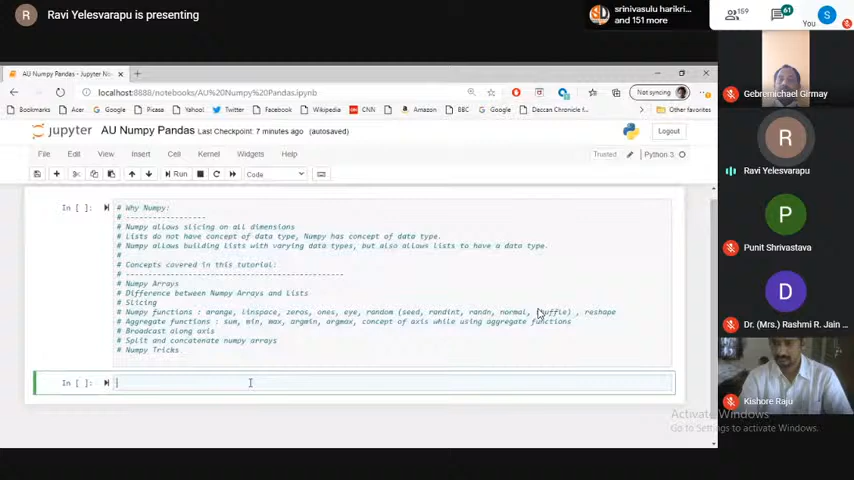 R Ravi Yelesvarapu is presenting
srinivasulu harikri...
and 151 more
159
61
You
S
AU Numpy Pandas - Jupyter No
localhost:8888/notebooks/AU%20Numpy%20Pandas.ipynb
Not syncing
Bookmarks Acer Google Picasa Yahoo! Twitter Facebook Wikipedia CNN Amazon BBC Google Deccan Chronicle Other favorites
jupyter AU Numpy Pandas Last Checkpoint: 7 minutes ago (autosaved)
Logout
File Edit View Insert Cell Kernel Widgets Help
Trusted Python 3
Run Code
In [ ]:
# Why Numpy:
# ------------------
# Numpy allows slicing on all dimensions
# Lists do not have concept of data type, Numpy has concept of data type.
# Numpy allows building lists with varying data types, but also allows lists to have a data type.
#
# Concepts covered in this tutorial:
# ------------------------------------------------
# Numpy Arrays
# Difference between Numpy Arrays and Lists
# Slicing
# Numpy functions : arange, linspace, zeros, ones, eye, random (seed, randint, randn, normal, shuffle) , reshape
# Aggregate functions : sum, min, max, argmin, argmax, concept of axis while using aggregate functions
# Broadcast along axis
# Split and concatenate numpy arrays
# Numpy Tricks
In [ ]:
Gebremichael Girmay
R
Ravi Yelesvarapu
P
Punit Shrivastava
D
Dr. (Mrs.) Rashmi R. Jain ...
Kishore Raju
Activate Windows
Go to Settings to activate Windows.